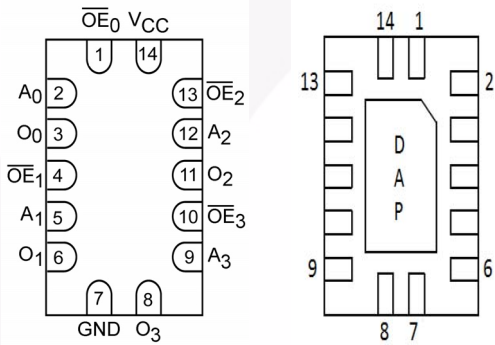 OE0 VCC
1 14
A0 2 13 OE2
O0 3 12 A2
OE1 4 11 O2
A1 5 10 OE3
O1 6 9 A3
7 8
GND O3
14 1
13 2
D
A
P
9 6
8 7